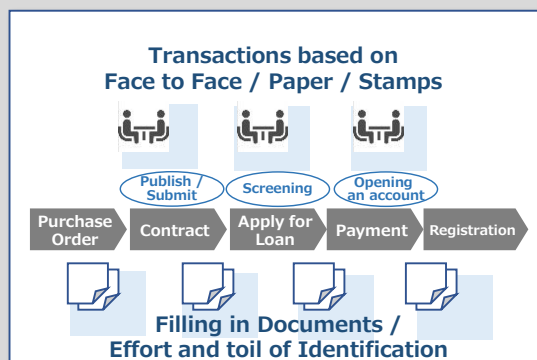 Transactions based on
Face to Face / Paper / Stamps
Publish /
Submit
Screening
Opening
an account
Purchase
Order
Contract
Apply for
Loan
Payment
Registration
Filling in Documents /
Effort and toil of Identification